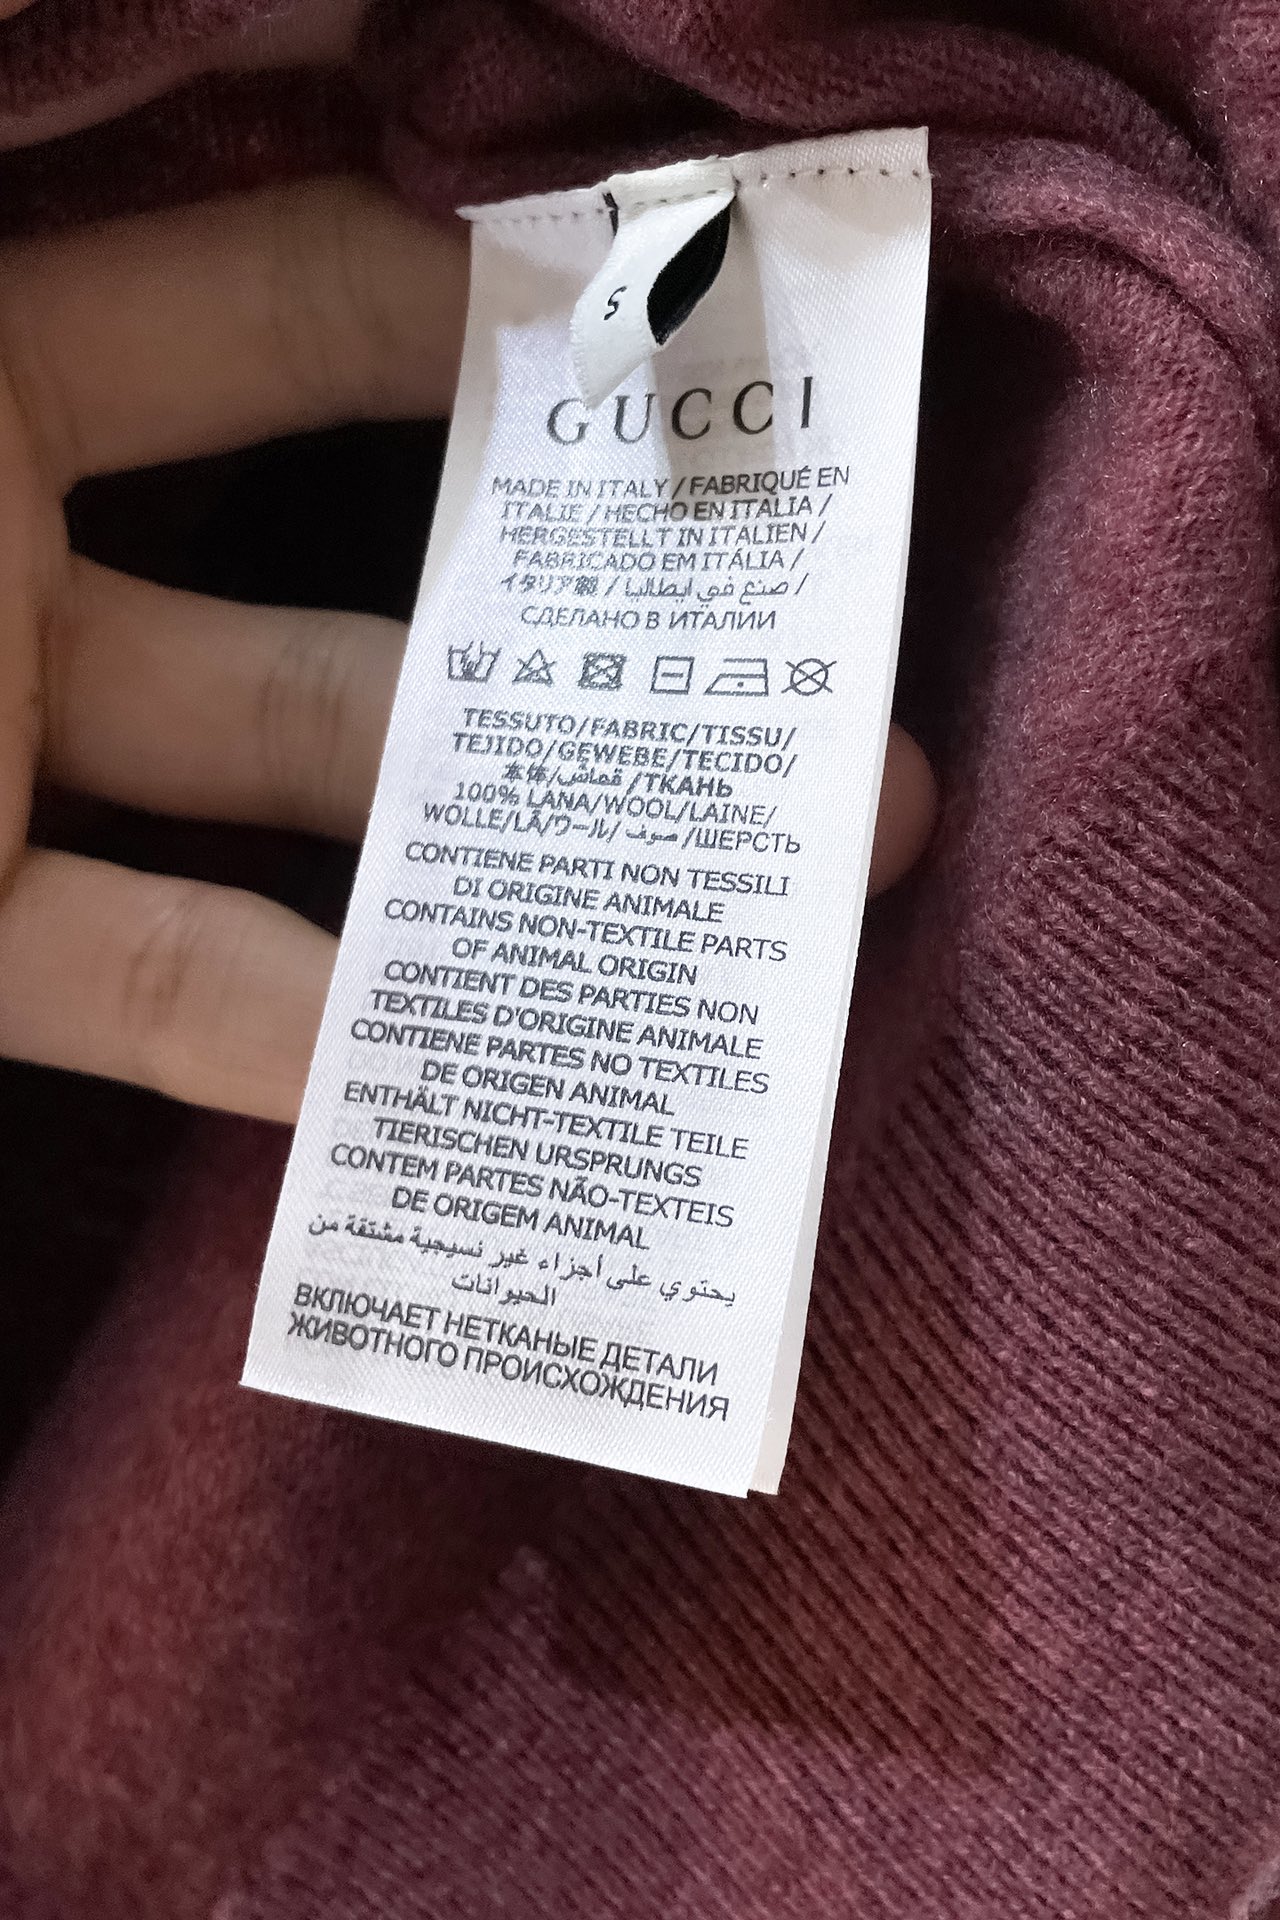 S
GUCCI
MADE IN ITALY / FABRIQUÉ EN
ITALIE / HECHO EN ITALIA /
HERGESTELLT IN ITALIEN /
FABRICADO EM ITÁLIA /
イタリア製 / صنع في ايطاليا /
СДЕЛАНО В ИТАЛИИ
TESSUTO/FABRIC/TISSU/
TEJIDO/GEWEBE/TECIDO/
本体/قماش/ТКАНЬ
100% LANA/WOOL/LAINE/
WOLLE/LÃ/ウール/صوف/ШЕРСТЬ
CONTIENE PARTI NON TESSILI
DI ORIGINE ANIMALE
CONTAINS NON-TEXTILE PARTS
OF ANIMAL ORIGIN
CONTIENT DES PARTIES NON
TEXTILES D'ORIGINE ANIMALE
CONTIENE PARTES NO TEXTILES
DE ORIGEN ANIMAL
ENTHÄLT NICHT-TEXTILE TEILE
TIERISCHEN URSPRUNGS
CONTEM PARTES NÃO-TEXTEIS
DE ORIGEM ANIMAL
يحتوي على أجزاء غير نسيجية مشتقة من
الحيوانات
ВКЛЮЧАЕТ НЕТКАНЫЕ ДЕТАЛИ
ЖИВОТНОГО ПРОИСХОЖДЕНИЯ